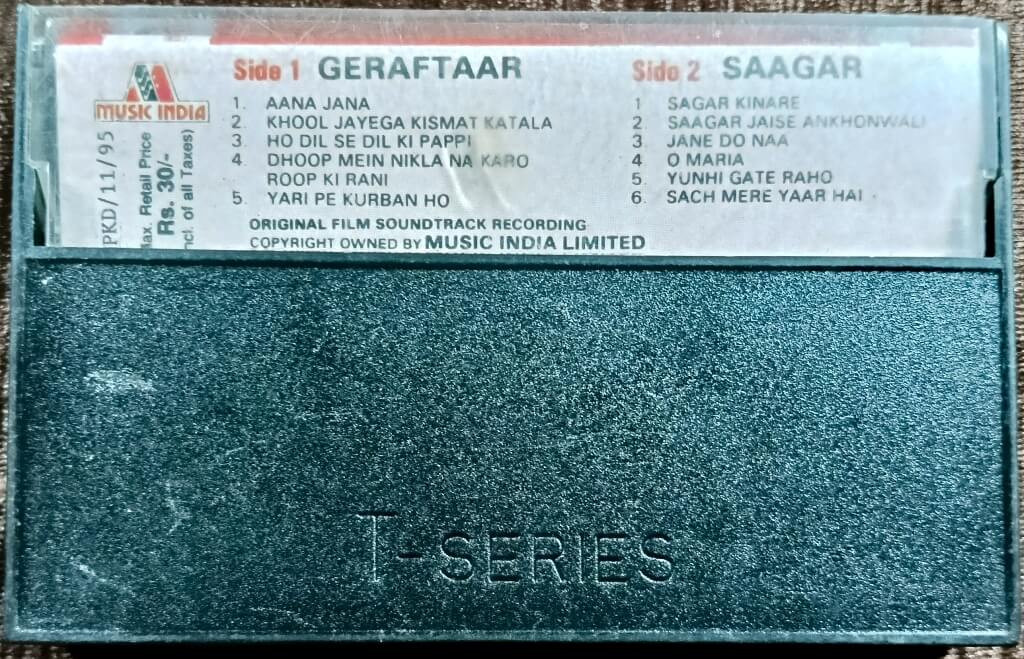 MUSIC INDIA
PKD/11/95
Max. Retail Price
Rs. 30/-
incl. of all Taxes)
Side 1 GERAFTAAR
1. AANA JANA
2. KHOOL JAYEGA KISMAT KATALA
3. HO DIL SE DIL KI PAPPI
4. DHOOP MEIN NIKLA NA KARO
ROOP KI RANI
5. YARI PE KURBAN HO
Side 2 SAAGAR
1 SAGAR KINARE
2. SAAGAR JAISE ANKHONWALI
3. JANE DO NAA
4. O MARIA
5. YUNHI GATE RAHO
6. SACH MERE YAAR HAI
ORIGINAL FILM SOUNDTRACK RECORDING
COPYRIGHT OWNED BY MUSIC INDIA LIMITED
T-SERIES